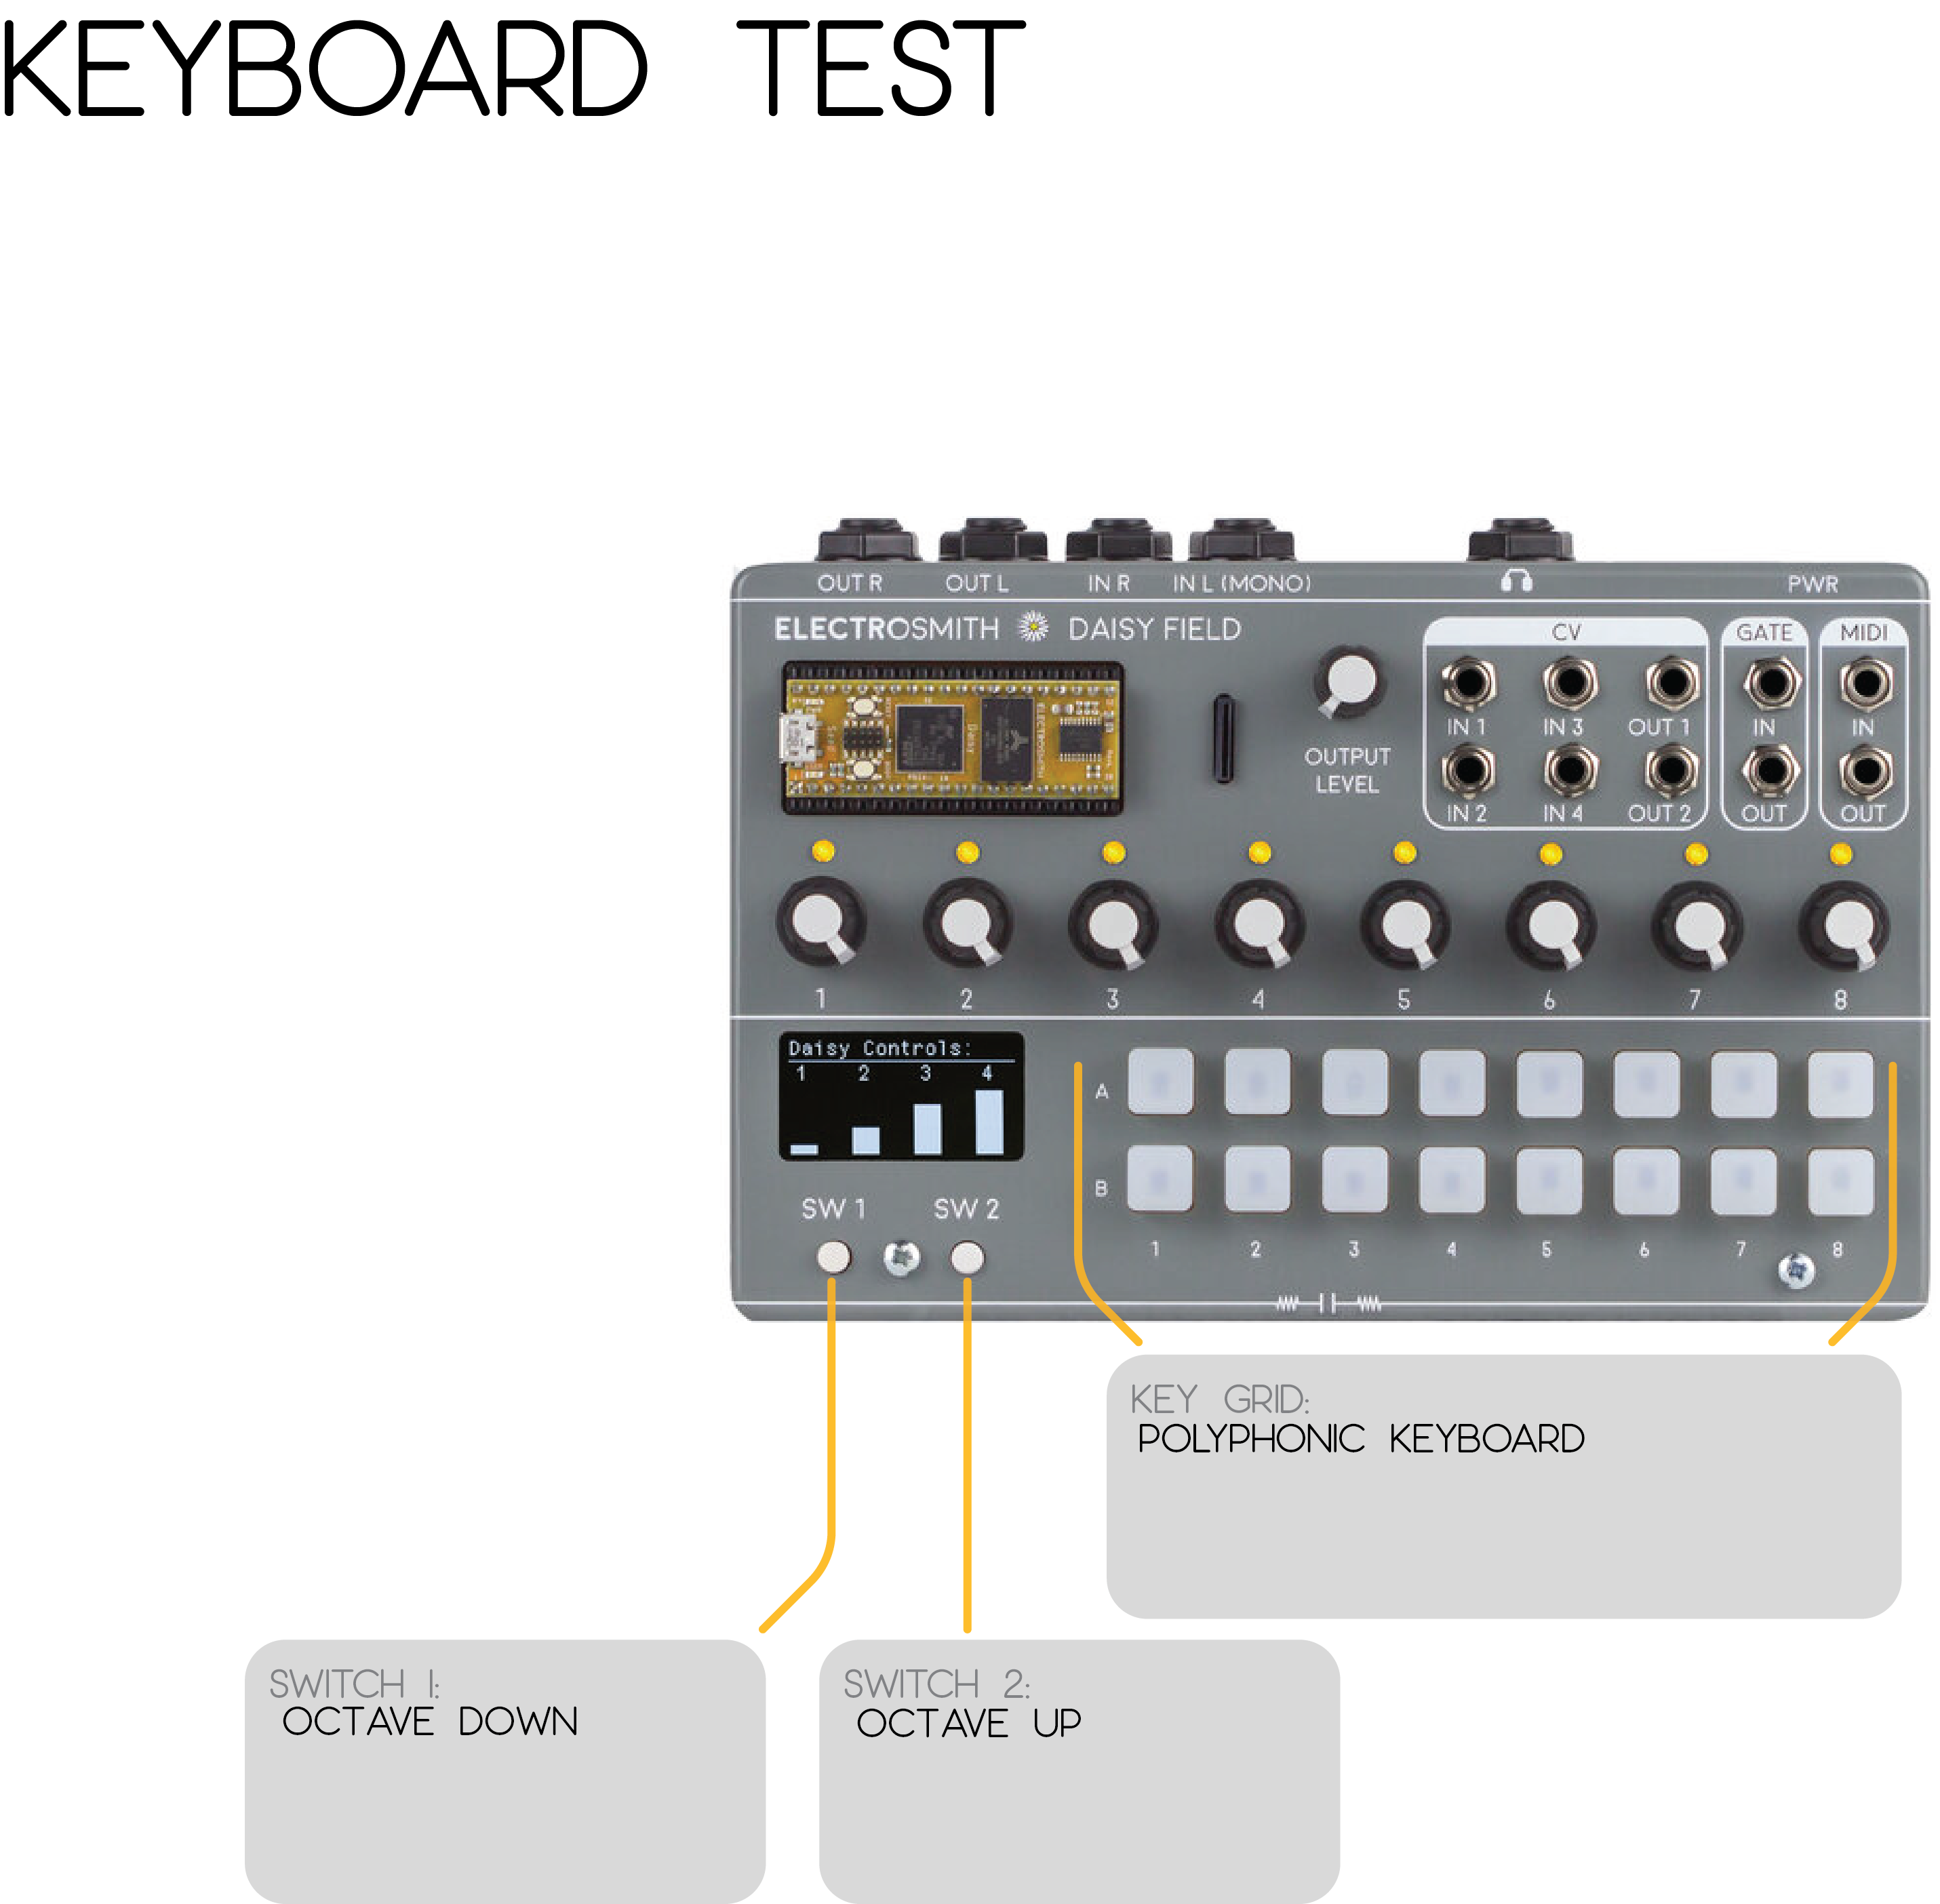 KEYBOARD TEST
OUT R OUT L IN R IN L (MONO) PWR
ELECTROSMITH DAISY FIELD
CV GATE MIDI
IN 1 IN 3 OUT 1 IN IN
OUTPUT
LEVEL
IN 2 IN 4 OUT 2 OUT OUT
1 2 3 4 5 6 7 8
Daisy Controls:
1 2 3 4
A
B
SW 1 SW 2
1 2 3 4 5 6 7 8
KEY GRID:
POLYPHONIC KEYBOARD
SWITCH 1:
OCTAVE DOWN
SWITCH 2:
OCTAVE UP